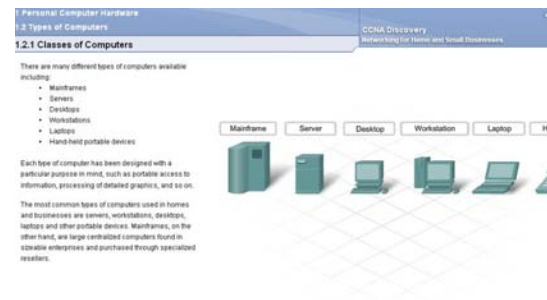 1 Personal Computer Hardware
1.2 Types of Computers
CCNA Discovery
Networking for Home and Small Businesses
1.2.1 Classes of Computers
There are many different types of computers available
including:
• Mainframes
• Servers
• Desktops
• Workstations
• Laptops
• Hand-held portable devices
Mainframe
Server
Desktop
Workstation
Laptop
H
Each type of computer has been designed with a
particular purpose in mind, such as portable access to
information, processing of detailed graphics, and so on.
The most common types of computers used in homes
and businesses are servers, workstations, desktops,
laptops and other portable devices. Mainframes, on the
other hand, are large centralized computers found in
sizeable enterprises and purchased through specialized
resellers.